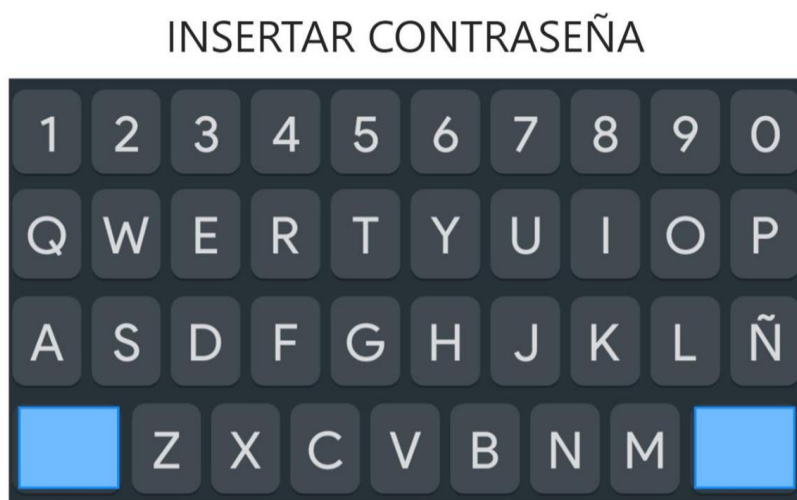 INSERTAR CONTRASEÑA
1 2 3 4 5 6 7 8 9 0
Q W E R T Y U I O P
A S D F G H J K L Ñ
Z X C V B N M